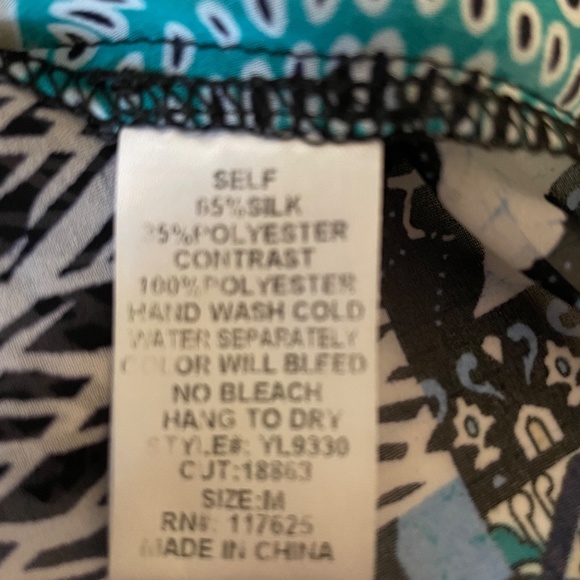 SELF
65%SILK
35%POLYESTER
CONTRAST
100%POLYESTER
HAND WASH COLD
WATER SEPARATELY
COLOR WILL BLEED
NO BLEACH
HANG TO DRY
STYLE#: YL9330
CUT:18863
SIZE:M
RN#: 117625
MADE IN CHINA